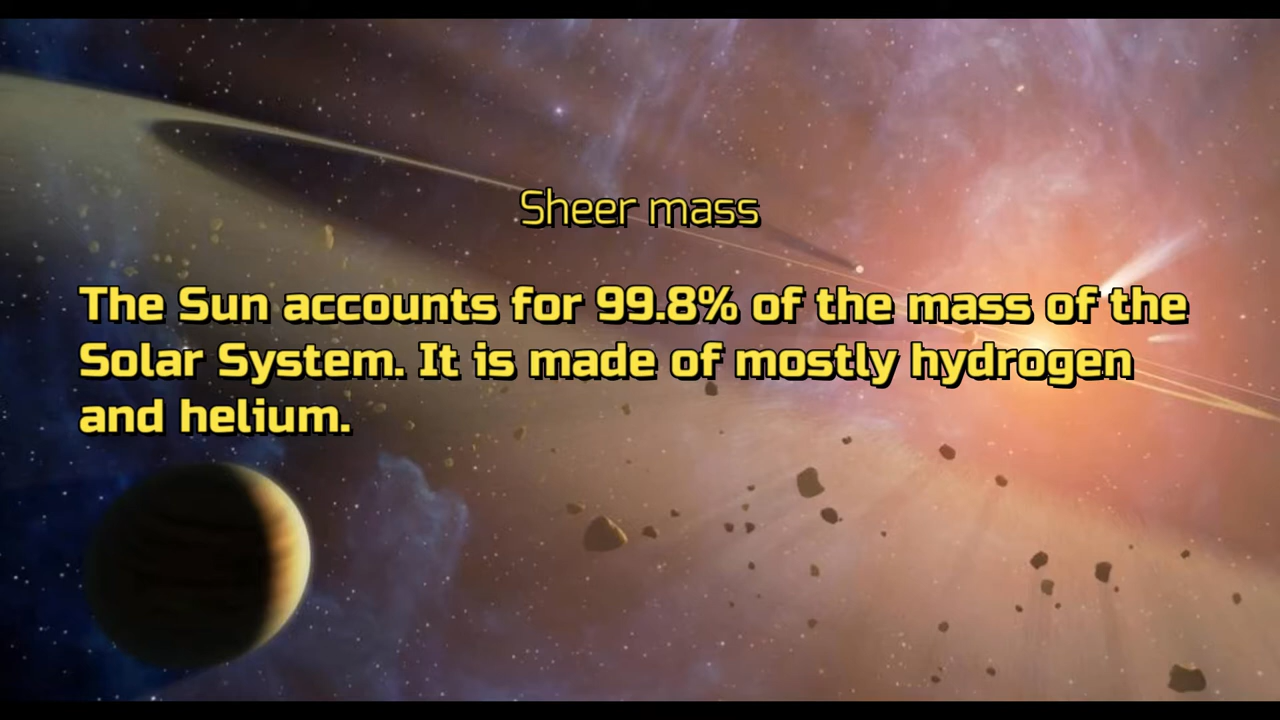 Sheer mass
The Sun accounts for 99.8% of the mass of the
Solar System. It is made of mostly hydrogen
and helium.